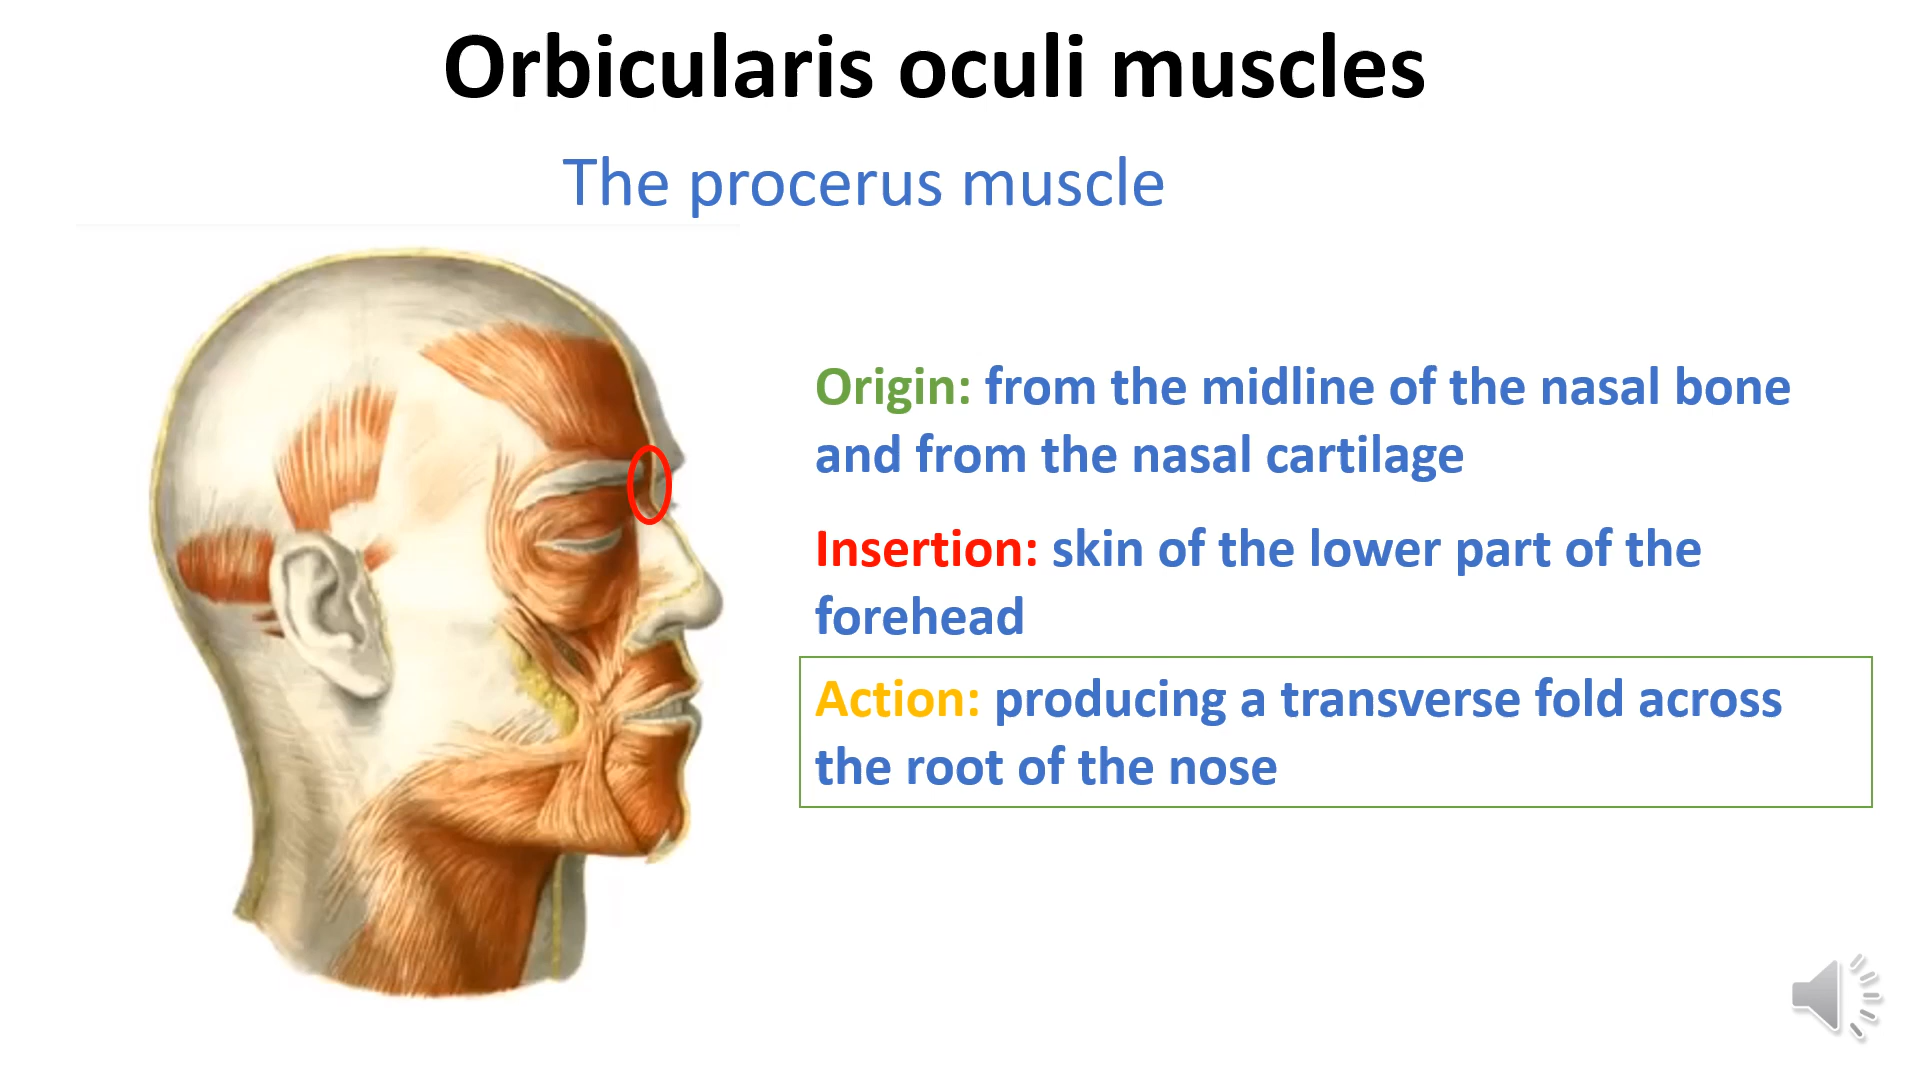 Orbicularis oculi muscles
The procerus muscle
Origin: from the midline of the nasal bone
and from the nasal cartilage
Insertion: skin of the lower part of the
forehead
Action: producing a transverse fold across
the root of the nose